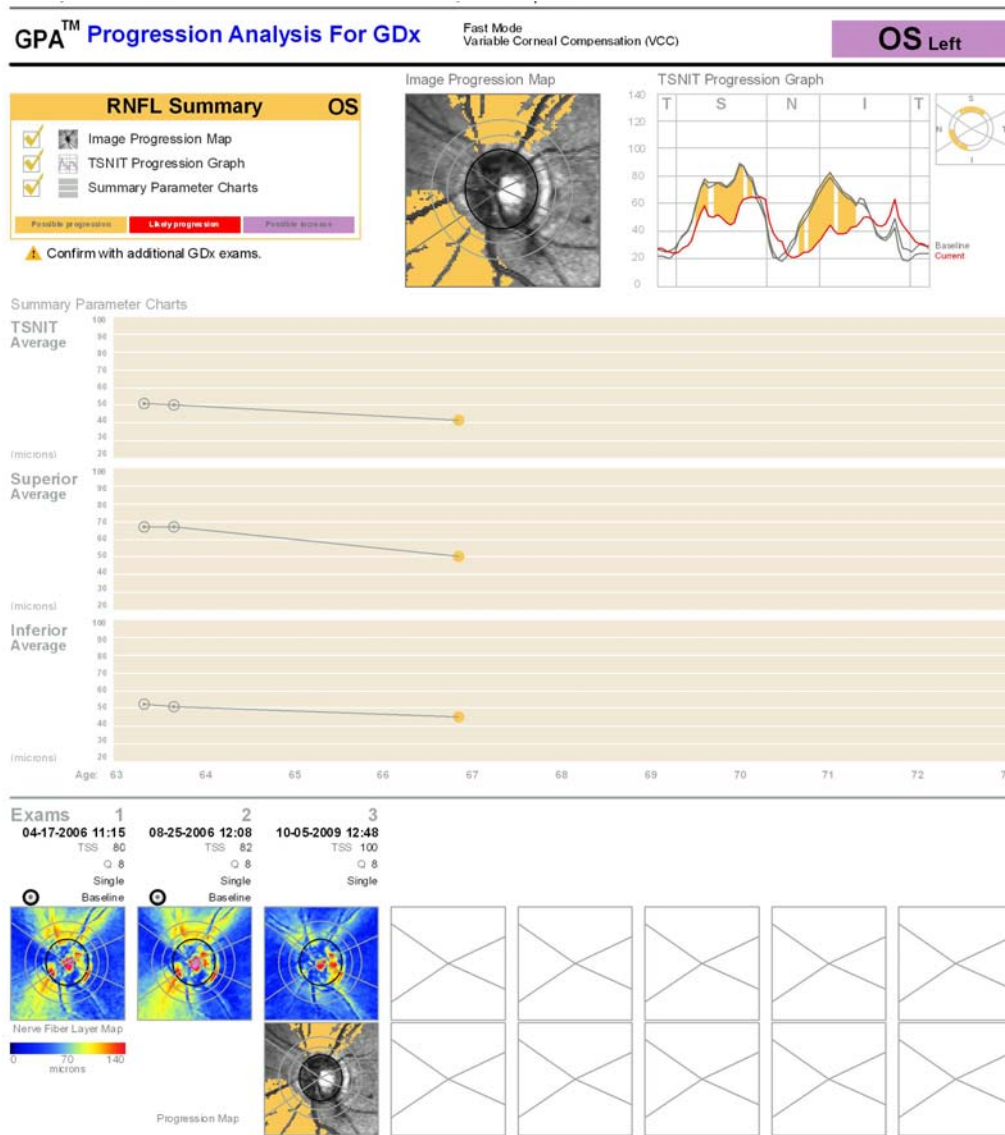 GPA™ Progression Analysis For GDx
Fast Mode
Variable Corneal Compensation (VCC)
OS Left
RNFL Summary OS
Image Progression Map
TSNIT Progression Graph
Summary Parameter Charts
Possible progression Likely progression Possible increase
Confirm with additional GDx exams.
Image Progression Map
TSNIT Progression Graph
140
120
100
80
60
40
20
0
T S N I T
Baseline
Current
S
N T
I
Summary Parameter Charts
TSNIT
Average
(microns)
100
90
80
70
60
50
40
30
20
Superior
Average
(microns)
100
90
80
70
60
50
40
30
20
Inferior
Average
(microns)
100
90
80
70
60
50
40
30
20
Age: 63 64 65 66 67 68 69 70 71 72
Exams 1 2 3
04-17-2006 11:15 08-25-2006 12:08 10-05-2009 12:48
TSS 80 TSS 82 TSS 100
Q 8 Q 8 Q 8
Single Single Single
Baseline Baseline
Nerve Fiber Layer Map
0 70 140
microns
Progression Map